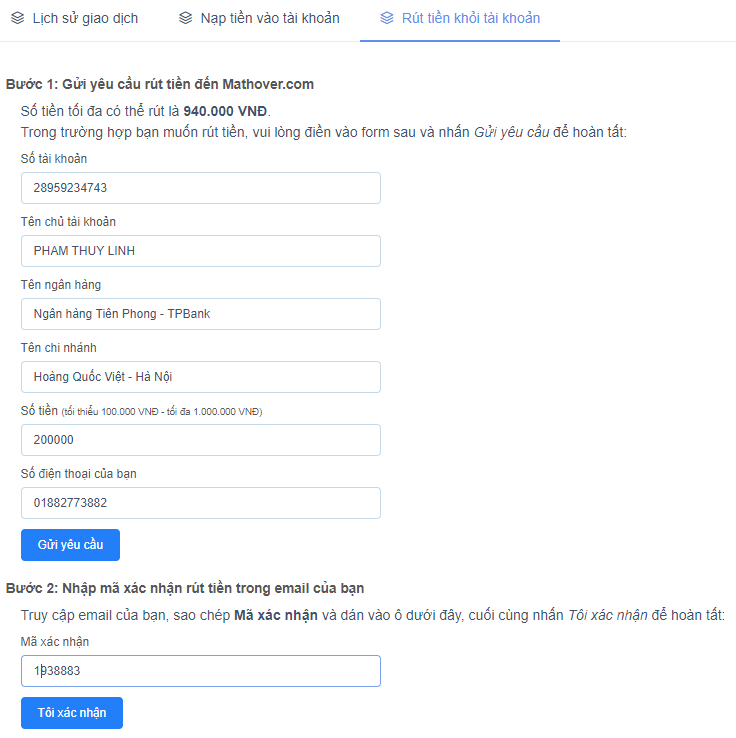 Lịch sử giao dịch
Nạp tiền vào tài khoản
Rút tiền khỏi tài khoản
Bước 1: Gửi yêu cầu rút tiền đến Mathover.com
Số tiền tối đa có thể rút là 940.000 VNĐ.
Trong trường hợp bạn muốn rút tiền, vui lòng điền vào form sau và nhấn Gửi yêu cầu để hoàn tất:
Số tài khoản
28959234743
Tên chủ tài khoản
PHAM THUY LINH
Tên ngân hàng
Ngân hàng Tiên Phong - TPBank
Tên chi nhánh
Hoàng Quốc Việt - Hà Nội
Số tiền (tối thiểu 100.000 VNĐ - tối đa 1.000.000 VNĐ)
200000
Số điện thoại của bạn
01882773882
Gửi yêu cầu
Bước 2: Nhập mã xác nhận rút tiền trong email của bạn
Truy cập email của bạn, sao chép Mã xác nhận và dán vào ô dưới đây, cuối cùng nhấn Tôi xác nhận để hoàn tất:
Mã xác nhận
1938883
Tôi xác nhận